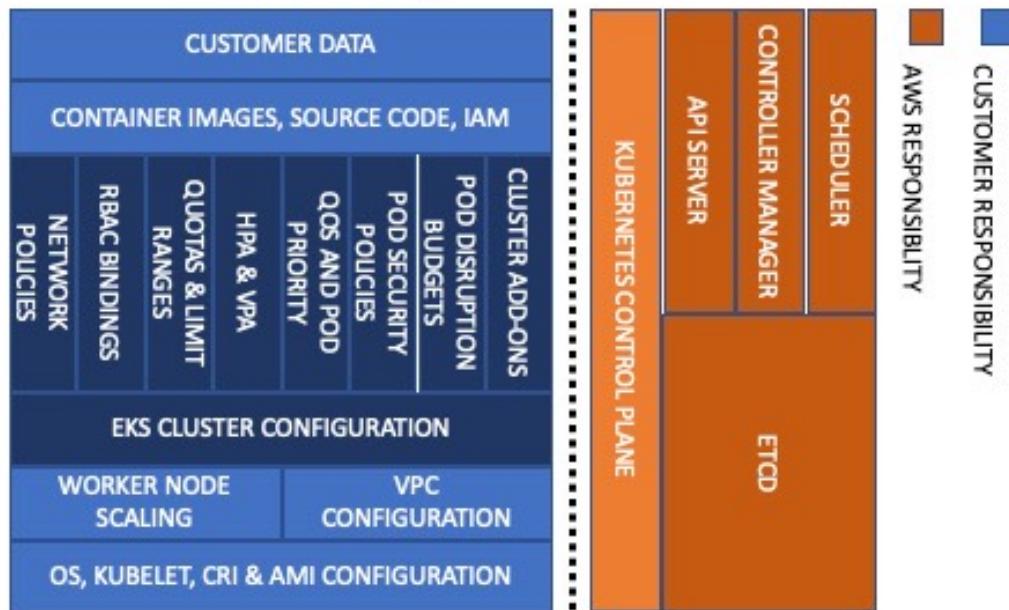 CUSTOMER DATA
CONTAINER IMAGES, SOURCE CODE, IAM
NETWORK
POLICIES
RBAC BINDINGS
QUOTAS & LIMIT
RANGES
HPA & VPA
QOS AND POD
PRIORITY
POD SECURITY
POLICIES
POD DISRUPTION
BUDGETS
CLUSTER ADD-ONS
EKS CLUSTER CONFIGURATION
WORKER NODE
SCALING
VPC
CONFIGURATION
OS, KUBELET, CRI & AMI CONFIGURATION
KUBERNETES CONTROL PLANE
API SERVER
CONTROLLER MANAGER
SCHEDULER
ETCD
AWS RESPONSIBLITY
CUSTOMER RESPONSIBILITY